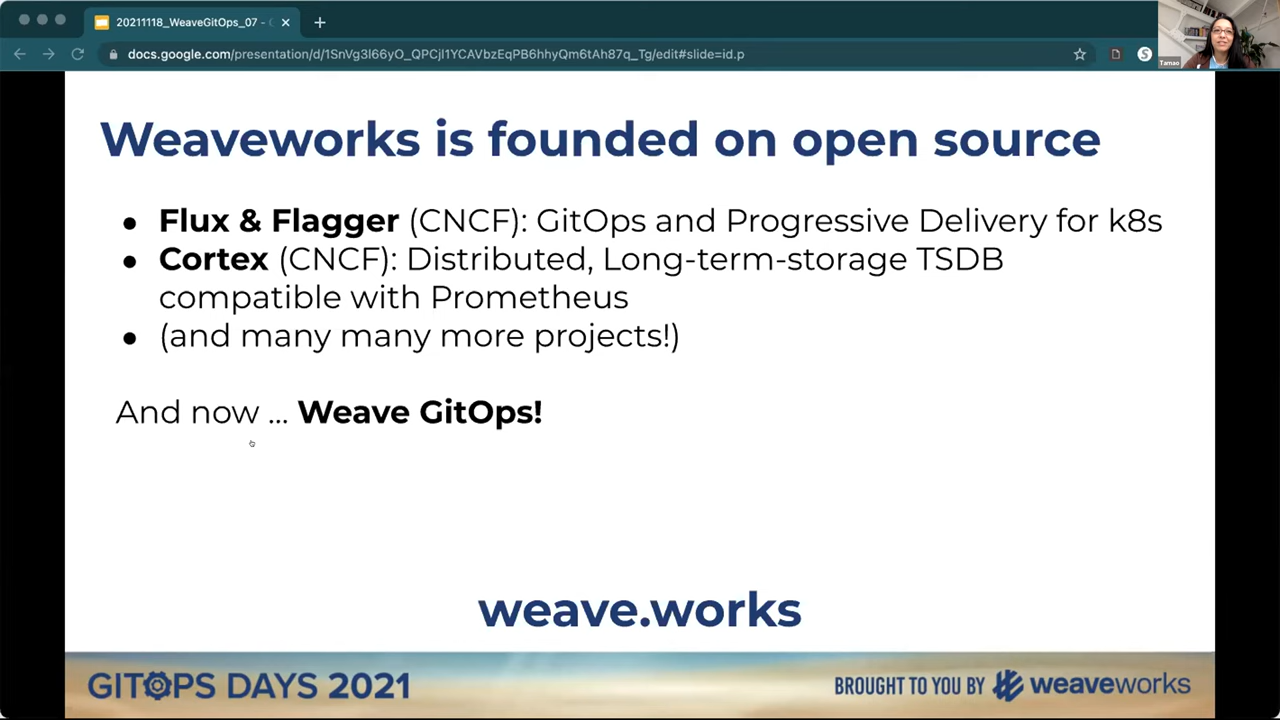 20211118_WeaveGitOps_07 -
docs.google.com/presentation/d/1SnVg3l66yO_QPCjl1YCAVbzEqPB6hhyQm6tAh87q_Tg/edit#slide=id.p
Tamao
Weaveworks is founded on open source
● Flux & Flagger (CNCF): GitOps and Progressive Delivery for k8s
● Cortex (CNCF): Distributed, Long-term-storage TSDB
compatible with Prometheus
● (and many many more projects!)
And now ... Weave GitOps!
weave.works
GITOPS DAYS 2021
BROUGHT TO YOU BY weaveworks